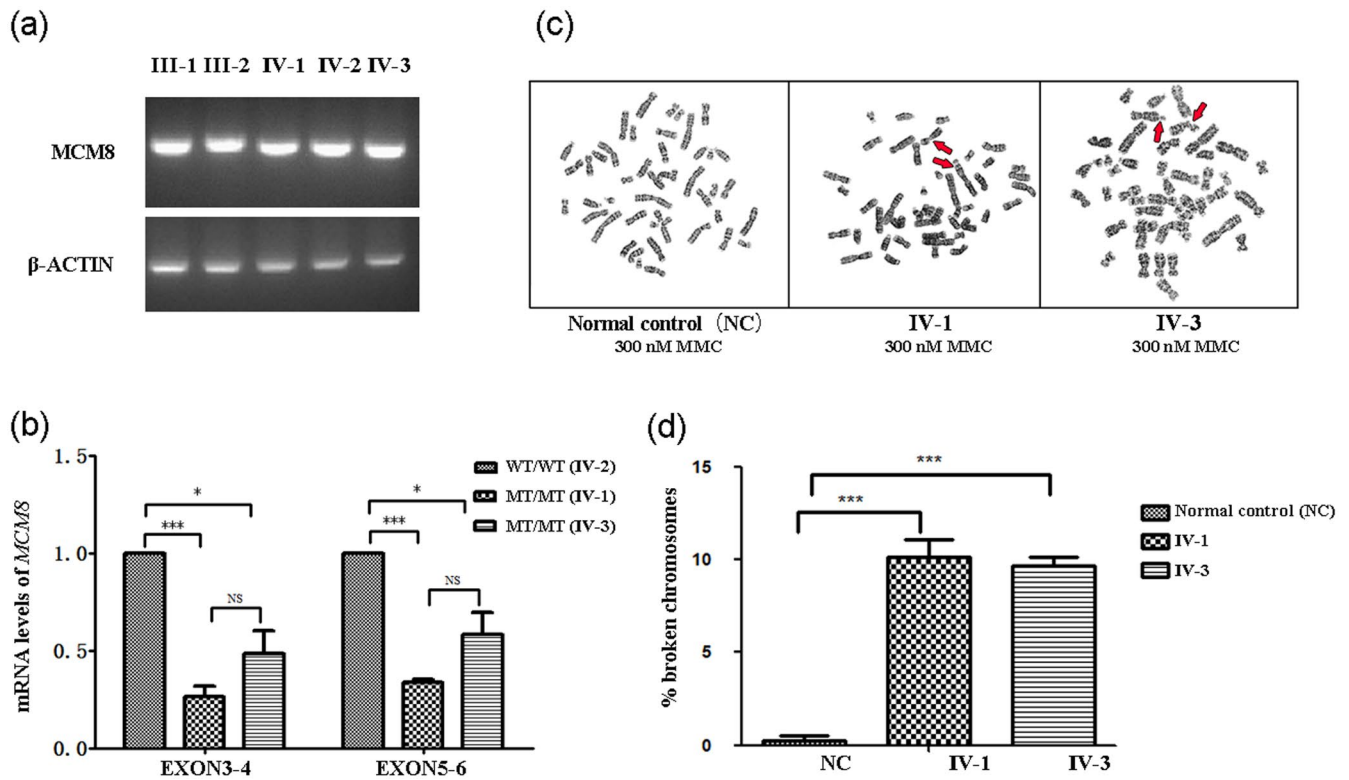 (a)
III-1 III-2 IV-1 IV-2 IV-3
MCM8
β-ACTIN
(c)
Normal control（NC）
300 nM MMC
IV-1
300 nM MMC
IV-3
300 nM MMC
(b)
mRNA levels of MCM8
1.5
1.0
0.5
0.0
*
***
NS
*
***
NS
EXON3-4
EXON5-6
WT/WT (IV-2)
MT/MT (IV-1)
MT/MT (IV-3)
(d)
% broken chromosomes
15
10
5
0
***
***
NC
IV-1
IV-3
Normal control (NC)
IV-1
IV-3